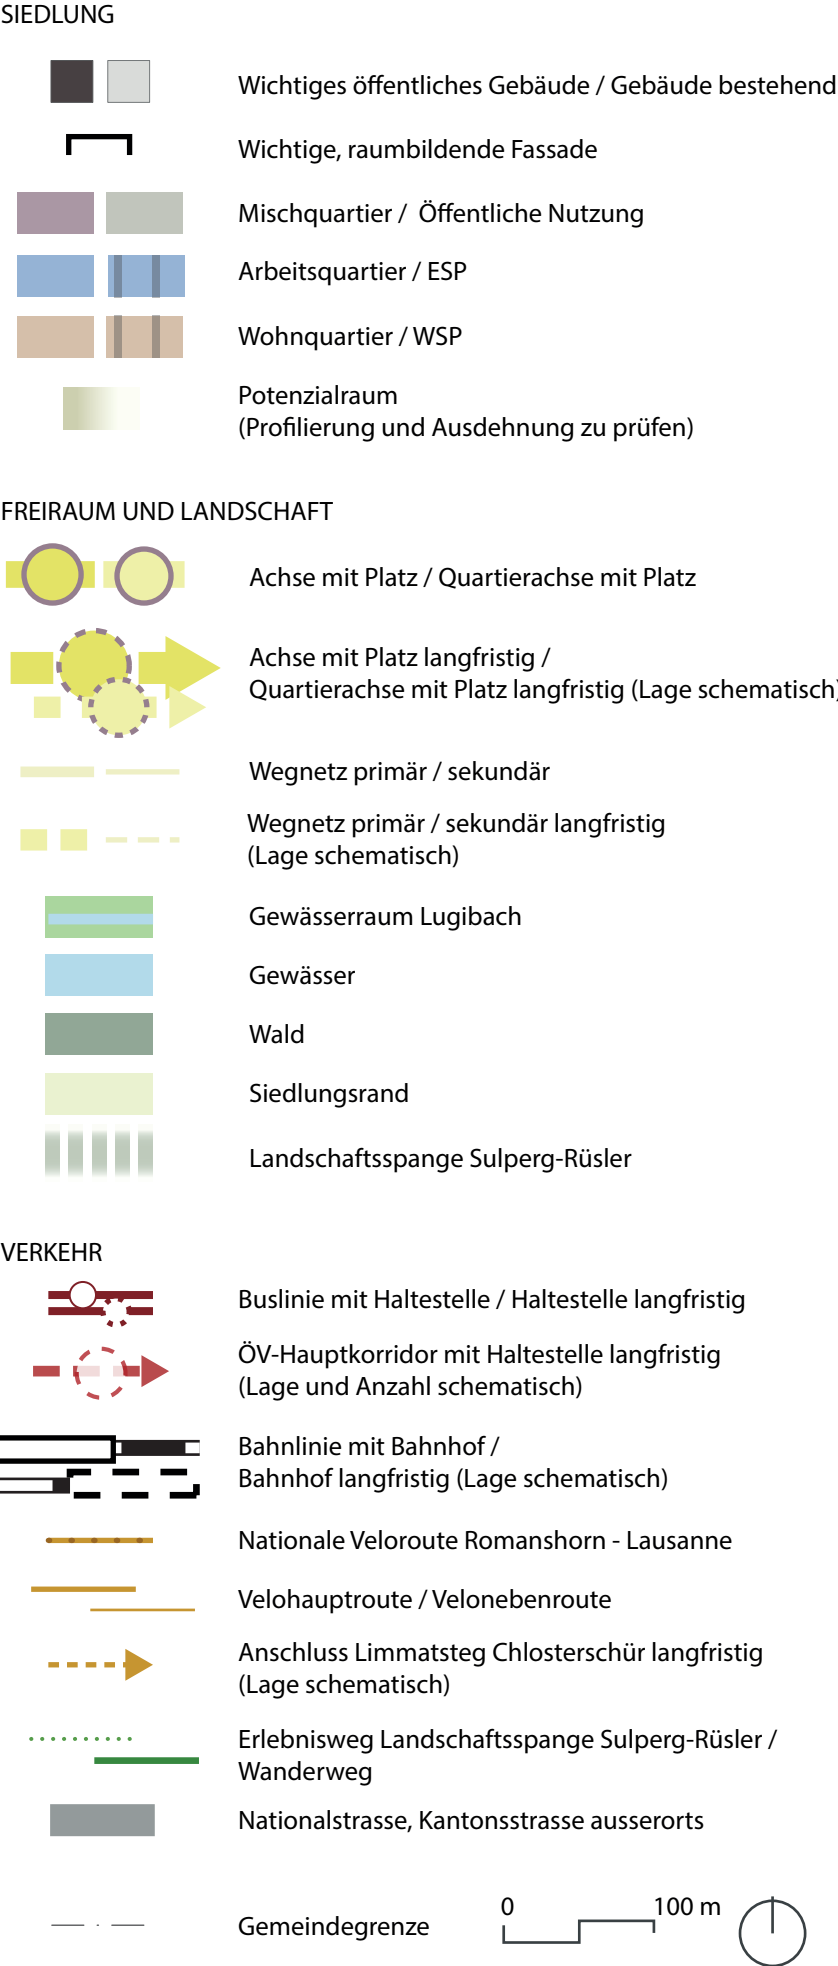 SIEDLUNG
Wichtiges öffentliches Gebäude / Gebäude bestehend
Wichtige, raumbildende Fassade
Mischquartier / Öffentliche Nutzung
Arbeitsquartier / ESP
Wohnquartier / WSP
Potenzialraum
(Profilierung und Ausdehnung zu prüfen)
FREIRAUM UND LANDSCHAFT
Achse mit Platz / Quartierachse mit Platz
Achse mit Platz langfristig /
Quartierachse mit Platz langfristig (Lage schematisch)
Wegnetz primär / sekundär
Wegnetz primär / sekundär langfristig
(Lage schematisch)
Gewässerraum Lugibach
Gewässer
Wald
Siedlungsrand
Landschaftsspange Sulperg-Rüsler
VERKEHR
Buslinie mit Haltestelle / Haltestelle langfristig
ÖV-Hauptkorridor mit Haltestelle langfristig
(Lage und Anzahl schematisch)
Bahnlinie mit Bahnhof /
Bahnhof langfristig (Lage schematisch)
Nationale Veloroute Romanshorn - Lausanne
Velohauptroute / Velonebenroute
Anschluss Limmatsteg Chlosterschür langfristig
(Lage schematisch)
Erlebnisweg Landschaftsspange Sulperg-Rüsler /
Wanderweg
Nationalstrasse, Kantonsstrasse ausserorts
Gemeindegrenze
0 100 m